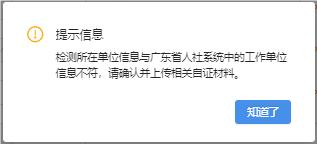 提示信息
检测所在单位信息与广东省人社系统中的工作单位
信息不符，请确认并上传相关自证材料。
知道了